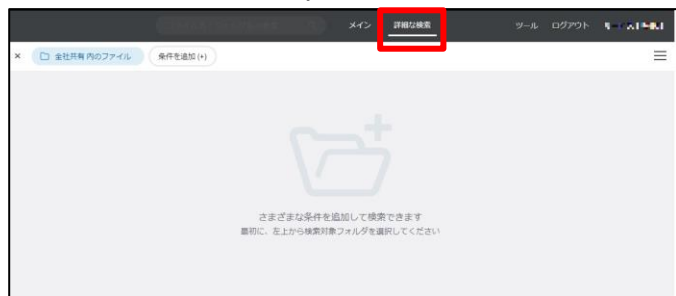 メイン
詳細な検索
ツール
ログアウト
× 全社共有 内のファイル 条件を追加 (+)
さまざまな条件を追加して検索できます
最初に、左上から検索対象フォルダを選択してください